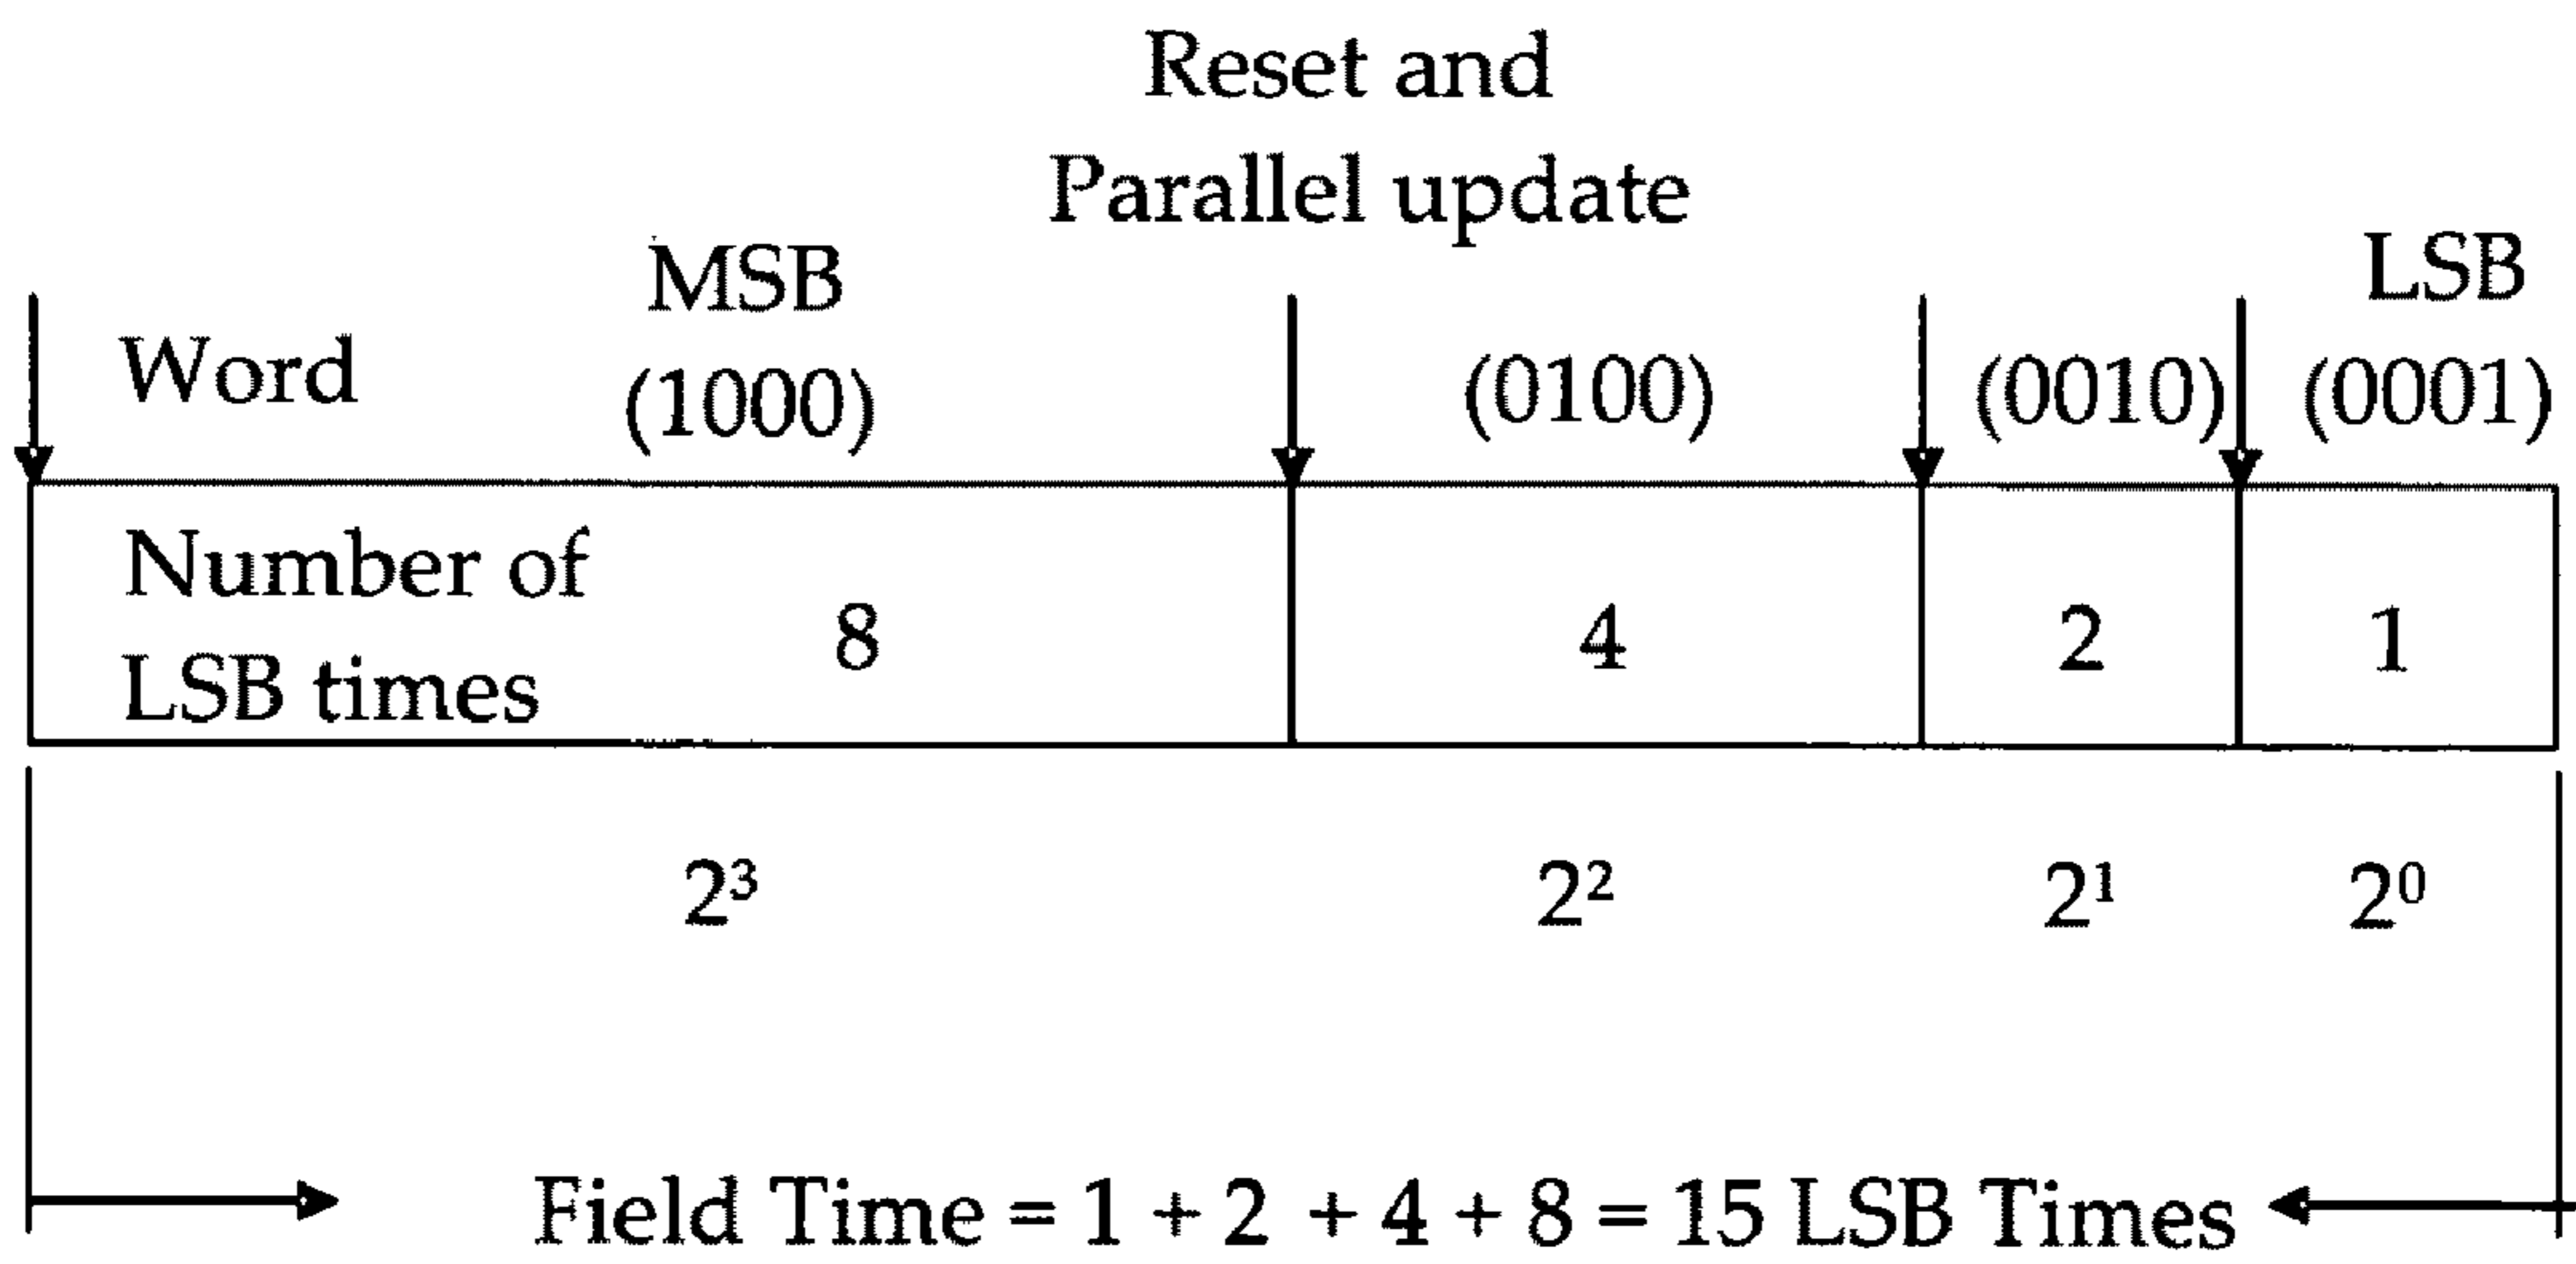 Reset and
Parallel update
MSB
LSB
Word
(1000)
(0100)
(0010)
(0001)
Number of
LSB times
8
4
2
1
2³
2²
2¹
2⁰
Field Time = 1 + 2 + 4 + 8 = 15 LSB Times